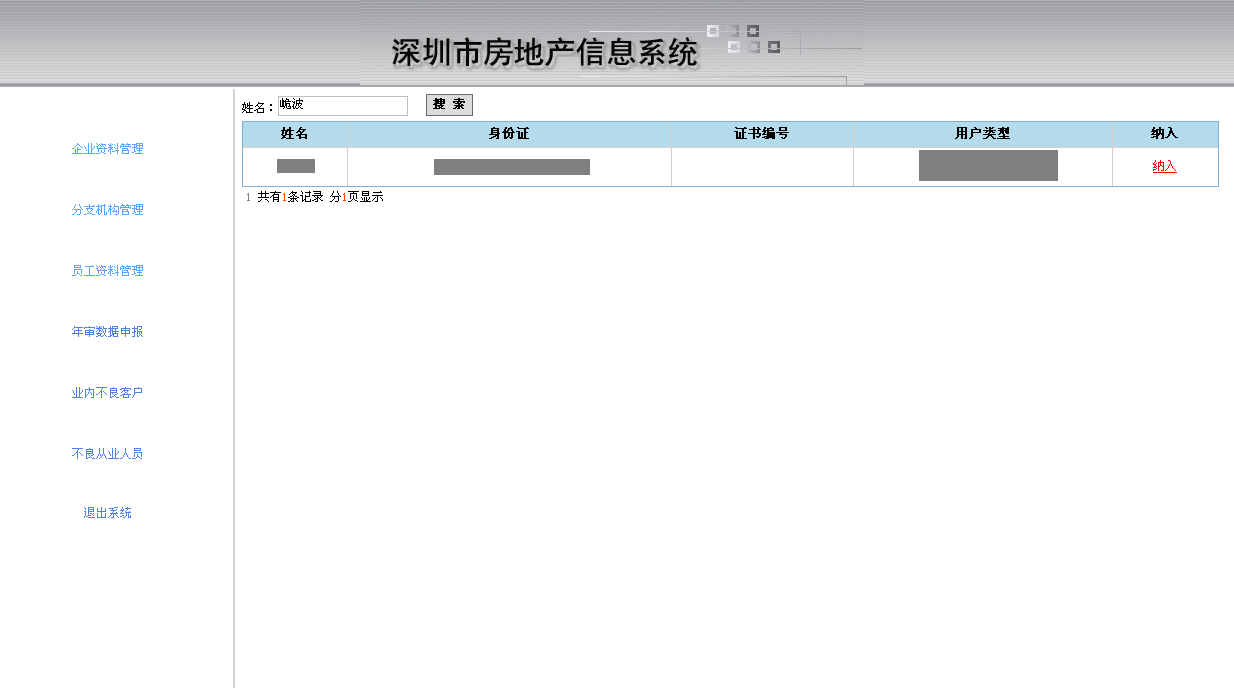 深圳市房地产信息系统
姓名： 峗波 搜 索
姓名 身份证 证书编号 用户类型 纳入
纳入
1 共有1条记录 分1页显示
企业资料管理
分支机构管理
员工资料管理
年审数据申报
业内不良客户
不良从业人员
退出系统